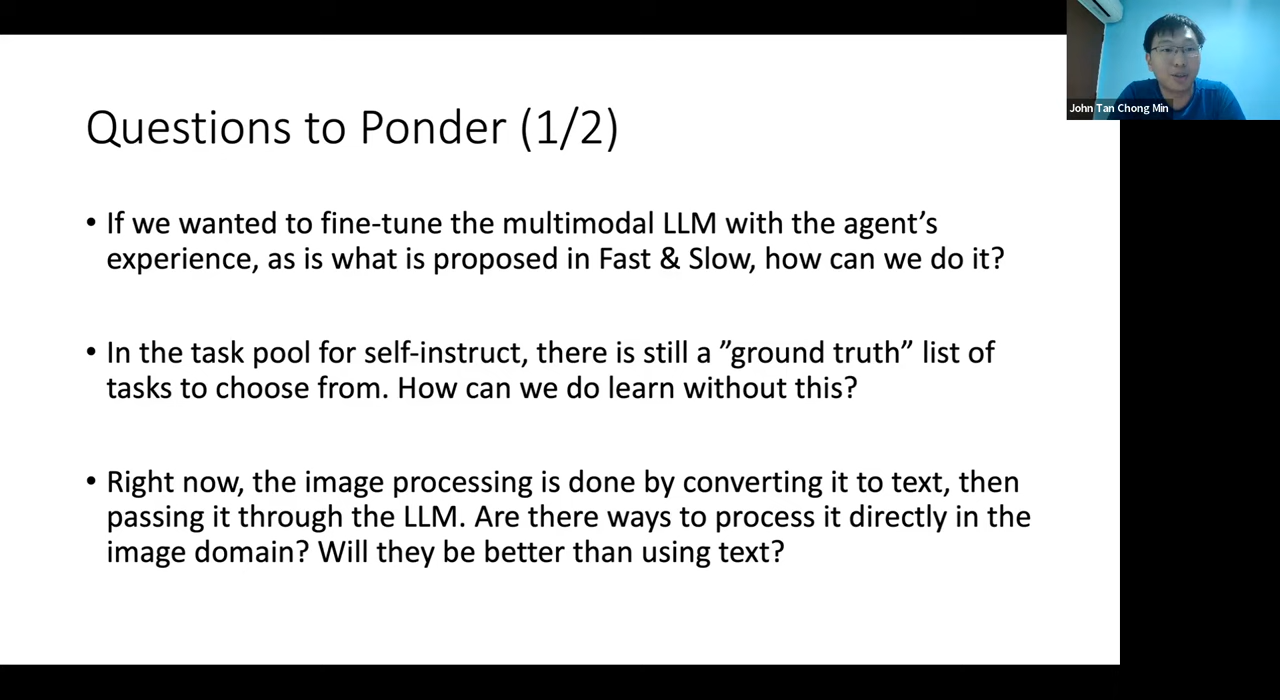 Questions to Ponder (1/2)
• If we wanted to fine-tune the multimodal LLM with the agent’s
experience, as is what is proposed in Fast & Slow, how can we do it?
• In the task pool for self-instruct, there is still a ”ground truth” list of
tasks to choose from. How can we do learn without this?
• Right now, the image processing is done by converting it to text, then
passing it through the LLM. Are there ways to process it directly in the
image domain? Will they be better than using text?
John Tan Chong Min